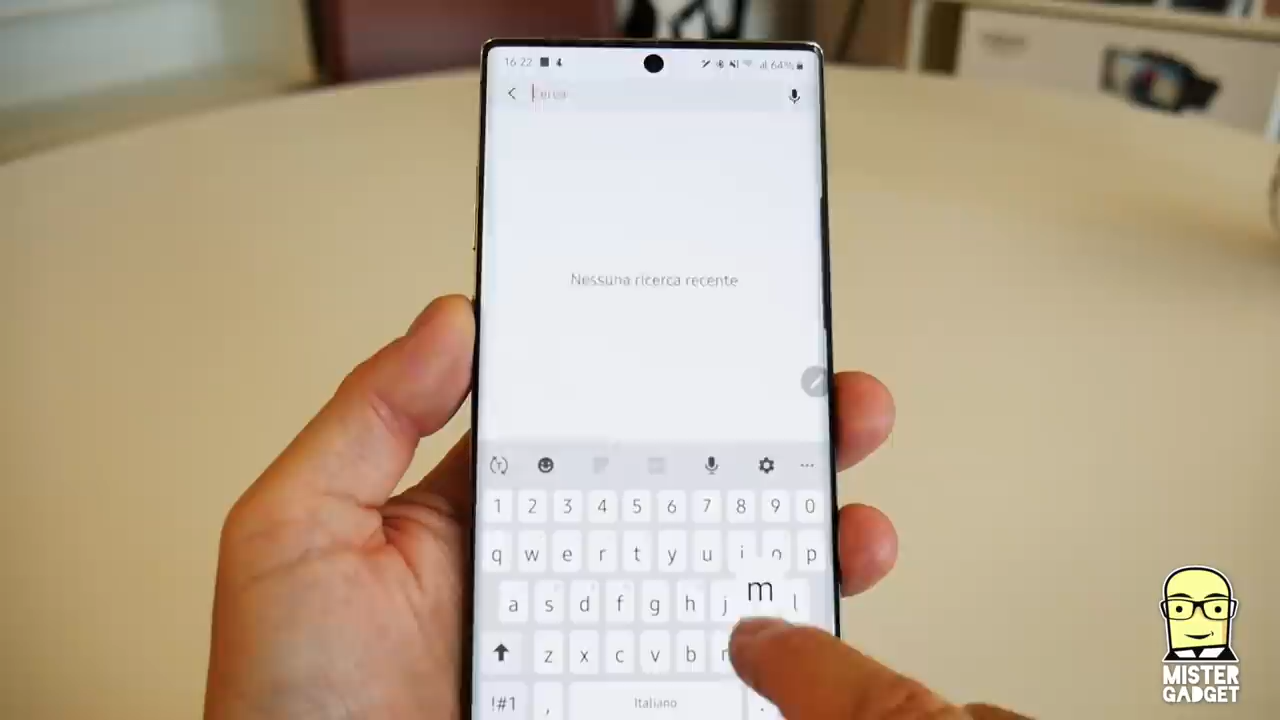 16:22 64%
Cerca
Nessuna ricerca recente
1 2 3 4 5 6 7 8 9 0
q w e r t y u i o p
a s d f g h j l
m
z x c v b n
!#1 , Italiano .
MISTER
GADGET